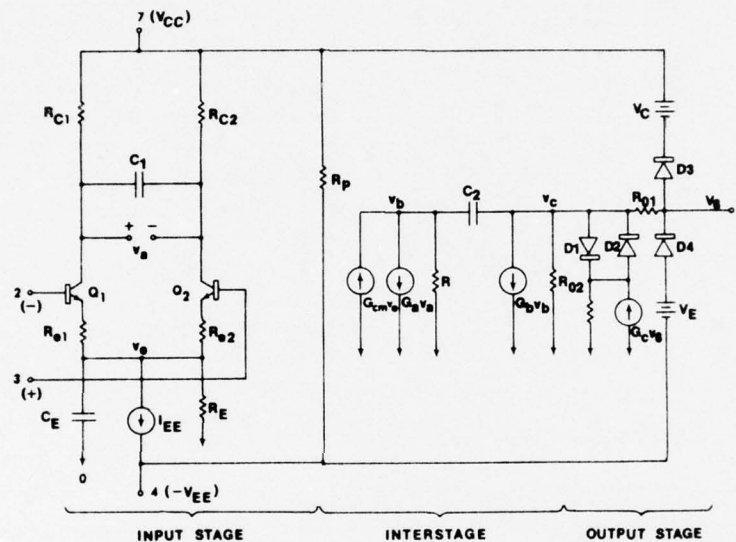 7 (VCC)
RC1
RC2
C1
+ va -
2
(-)
Q1
Q2
Re1
Re2
ve
3
(+)
CE
IEE
RE
0
4 (-VEE)
Rp
vb
C2
vc
Gcmve
Gava
R
Gbvb
R02
D1
D2
R01
VC
D3
V6
D4
VE
Gcv6
INPUT STAGE
INTERSTAGE
OUTPUT STAGE